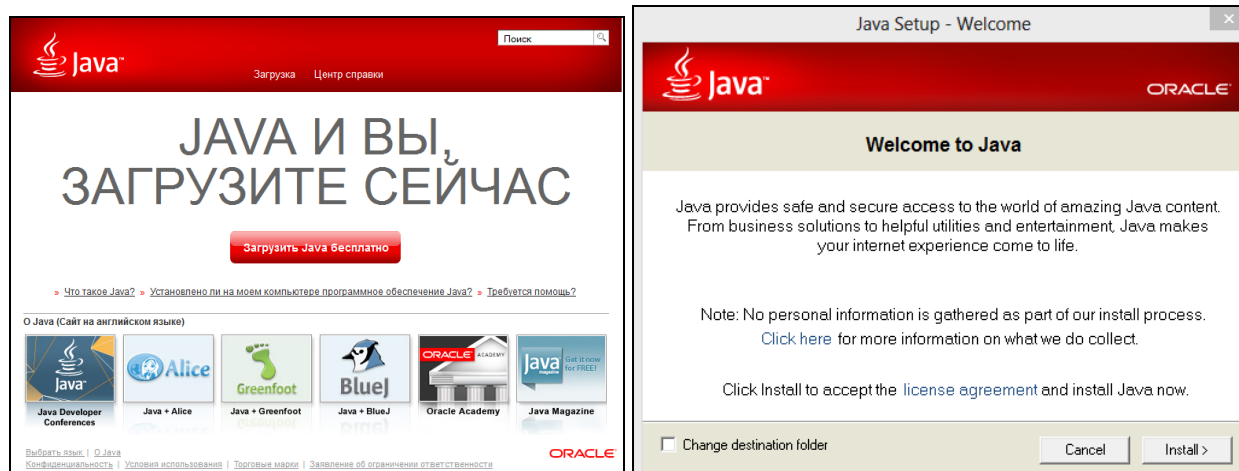 Java™
Поиск
Загрузка Центр справки
JAVA И ВЫ,
ЗАГРУЗИТЕ СЕЙЧАС
Загрузить Java бесплатно
» Что такое Java? » Установлено ли на моем компьютере программное обеспечение Java? » Требуется помощь?
О Java (Сайт на английском языке)
Java™
Alice
Greenfoot
BlueJ
ORACLE ACADEMY
Java magazine
Get it now
for FREE!
Java Developer
Conferences
Java + Alice
Java + Greenfoot
Java + BlueJ
Oracle Academy
Java Magazine
Выбрать язык | О Java
Конфиденциальность | Условия использования | Торговые марки | Заявление об ограничении ответственности
ORACLE
Java Setup - Welcome
Java™
ORACLE
Welcome to Java
Java provides safe and secure access to the world of amazing Java content.
From business solutions to helpful utilities and entertainment, Java makes
your internet experience come to life.
Note: No personal information is gathered as part of our install process.
Click here for more information on what we do collect.
Click Install to accept the license agreement and install Java now.
Change destination folder
Cancel
Install >